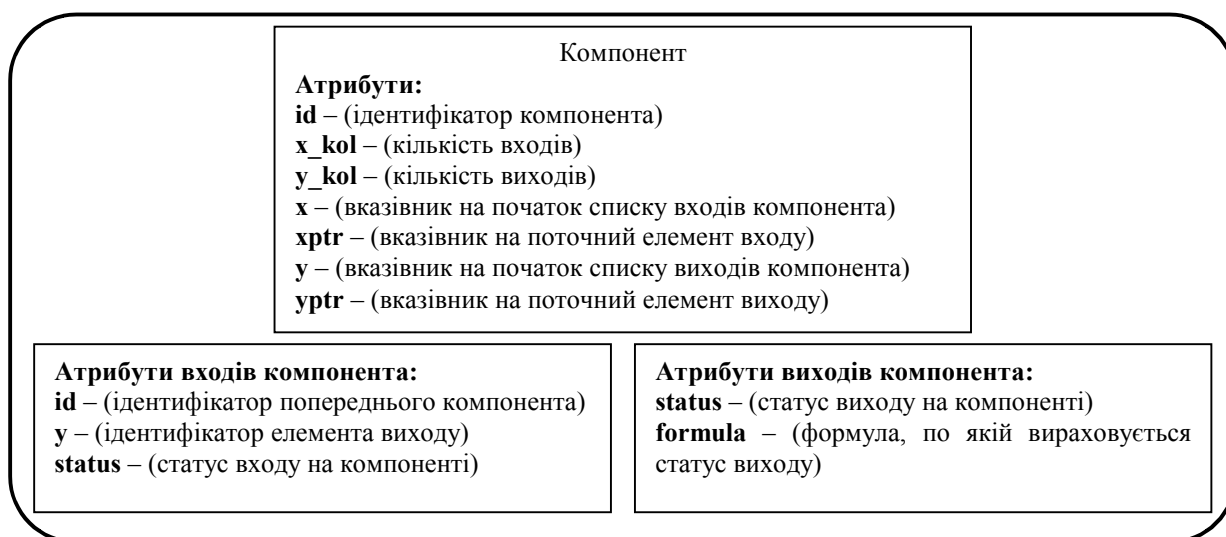 Компонент
Атрибути:
id – (ідентифікатор компонента)
x_kol – (кількість входів)
y_kol – (кількість виходів)
x – (вказівник на початок списку входів компонента)
xptr – (вказівник на поточний елемент входу)
y – (вказівник на початок списку виходів компонента)
yptr – (вказівник на поточний елемент виходу)
Атрибути входів компонента:
id – (ідентифікатор попереднього компонента)
y – (ідентифікатор елемента виходу)
status – (статус входу на компоненті)
Атрибути виходів компонента:
status – (статус виходу на компоненті)
formula – (формула, по якій вираховується
статус виходу)